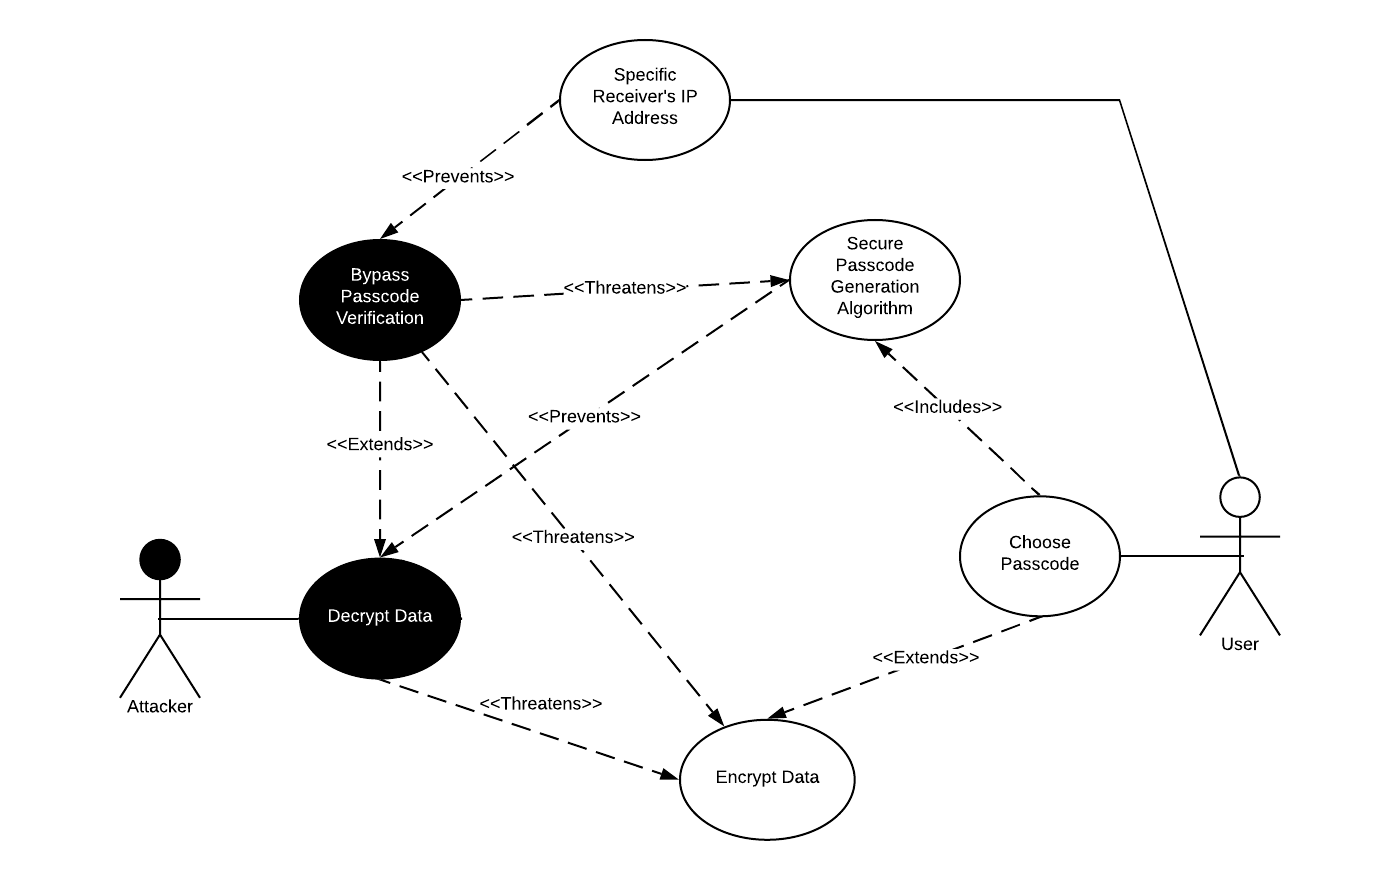 Specific
Receiver's IP
Address
<<Prevents>>
Bypass
Passcode
Verification
<<Threatens>>
Secure
Passcode
Generation
Algorithm
<<Prevents>>
<<Includes>>
<<Extends>>
<<Threatens>>
Choose
Passcode
Decrypt Data
User
<<Extends>>
Attacker
<<Threatens>>
Encrypt Data